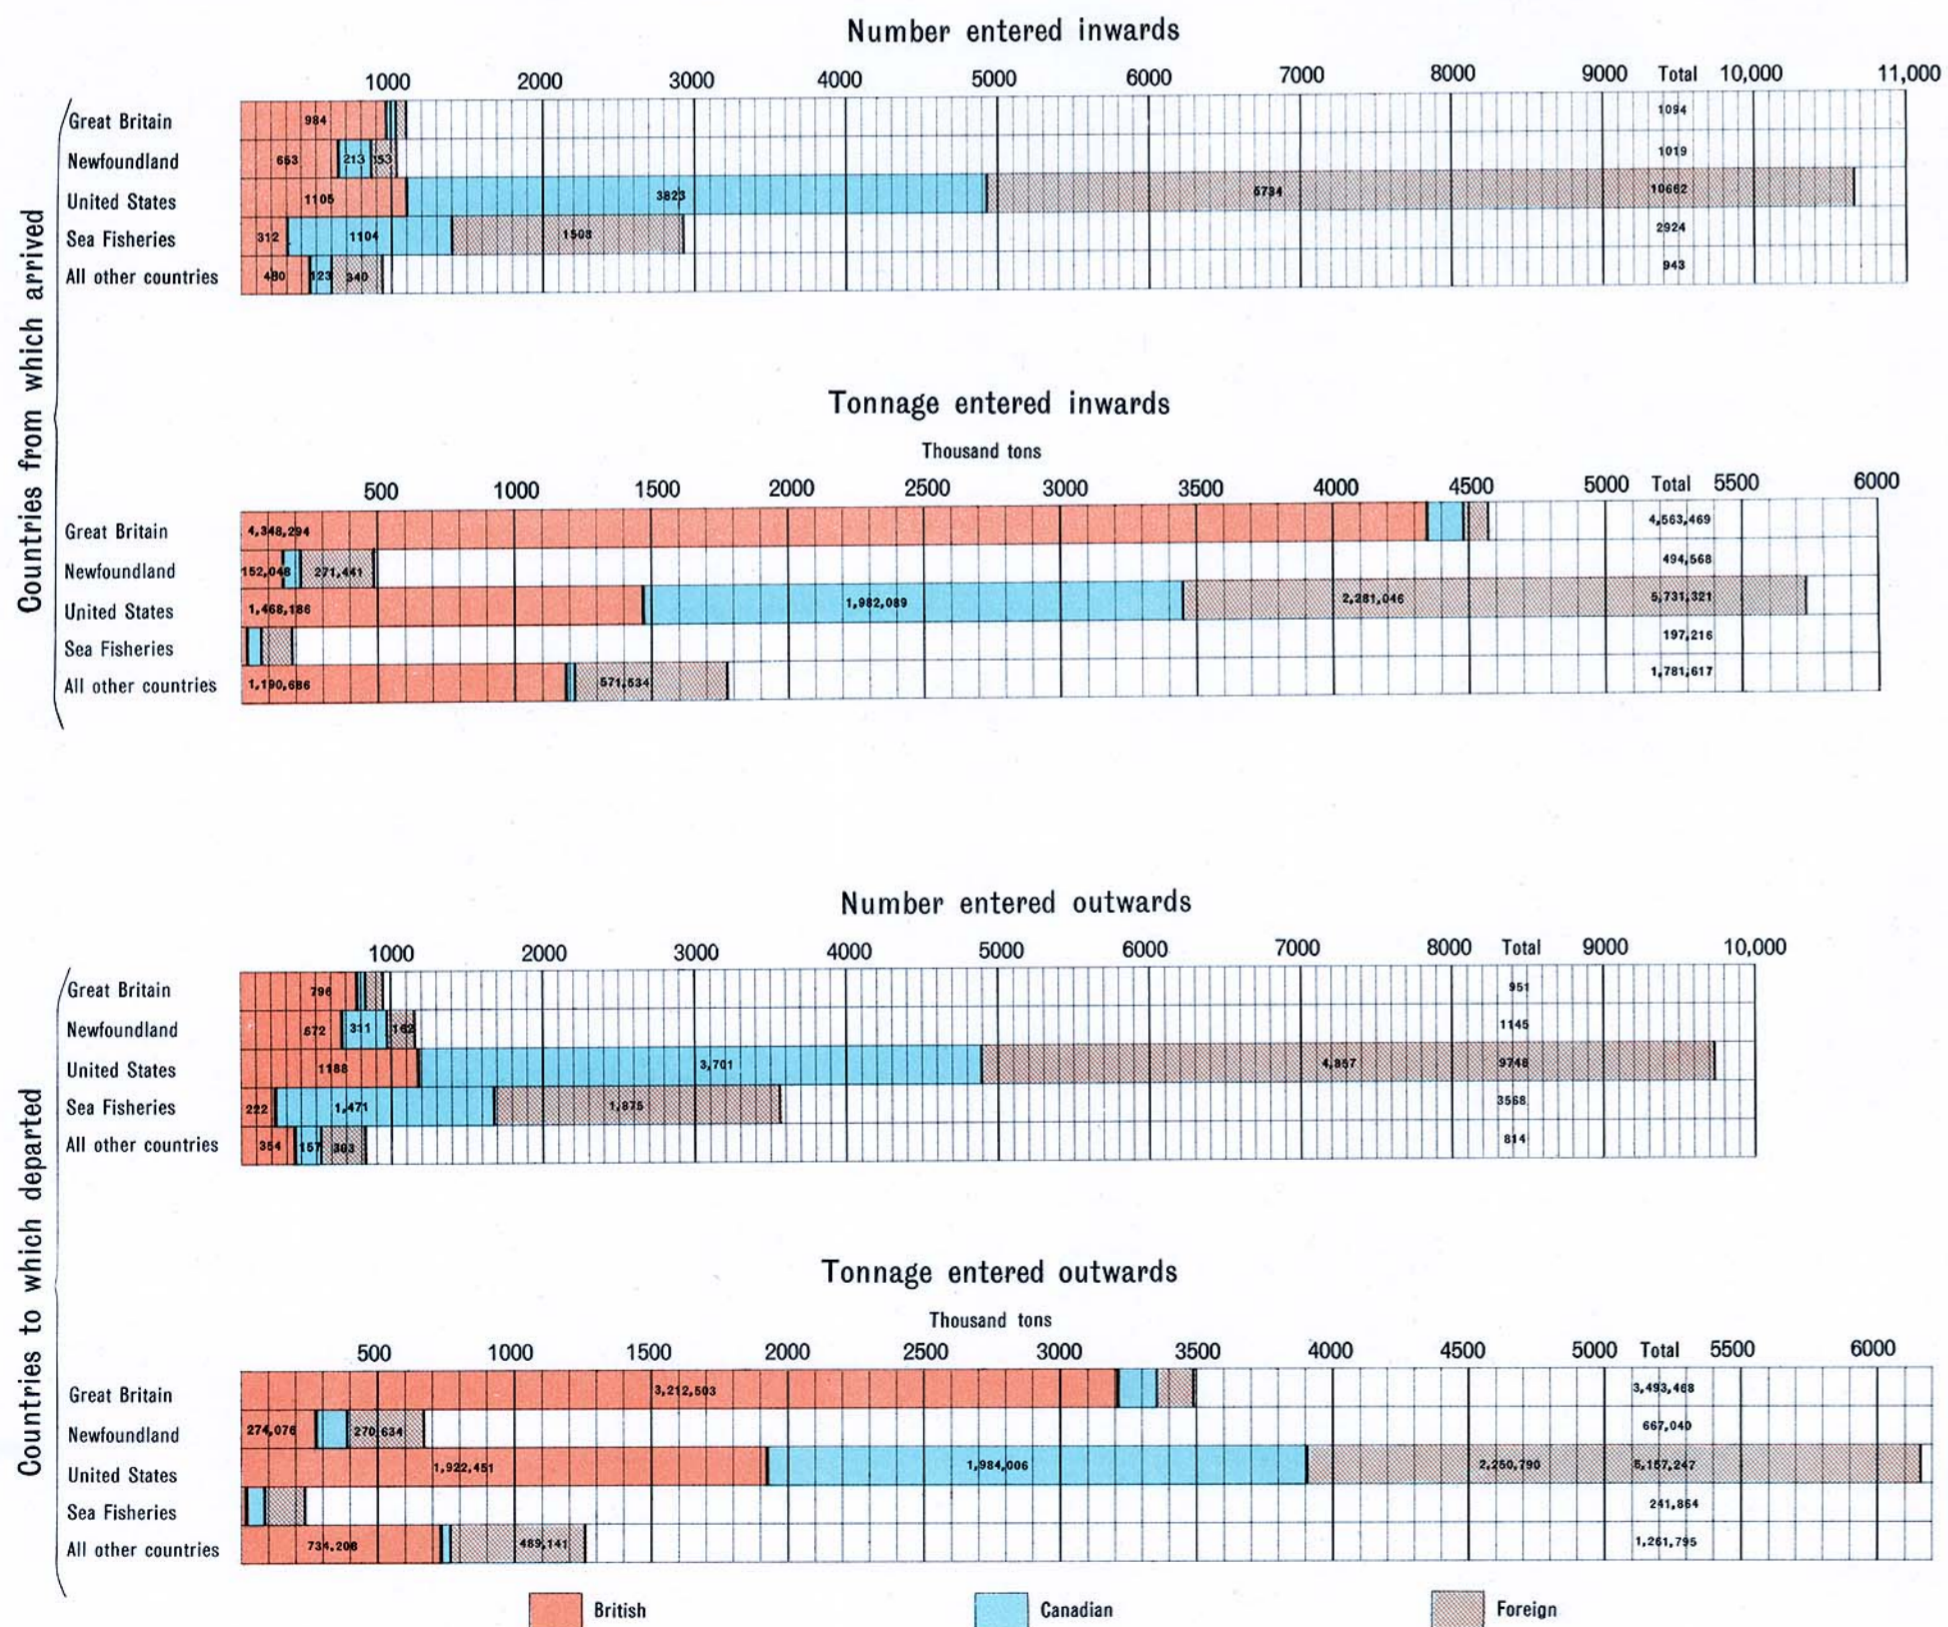 Number entered inwards
1000 2000 3000 4000 5000 6000 7000 8000 9000 Total 10,000 11,000
Countries from which arrived
Great Britain 984 1094
Newfoundland 653 213 153 1019
United States 1105 3823 5734 10662
Sea Fisheries 312 1104 1508 2924
All other countries 480 123 340 943
Tonnage entered inwards
Thousand tons
500 1000 1500 2000 2500 3000 3500 4000 4500 5000 Total 5500 6000
Great Britain 4,348,294 4,563,469
Newfoundland 152,048 271,441 494,568
United States 1,468,186 1,982,089 2,281,046 5,731,321
Sea Fisheries 197,216
All other countries 1,190,686 571,634 1,781,617
Number entered outwards
1000 2000 3000 4000 5000 6000 7000 8000 Total 9000 10,000
Countries to which departed
Great Britain 796 951
Newfoundland 672 311 162 1145
United States 1188 3,701 4,857 9746
Sea Fisheries 222 1,471 1,875 3568
All other countries 354 157 303 814
Tonnage entered outwards
Thousand tons
500 1000 1500 2000 2500 3000 3500 4000 4500 5000 Total 5500 6000
Great Britain 3,212,503 3,493,468
Newfoundland 274,076 270,634 667,040
United States 1,922,451 1,984,006 2,250,790 6,157,247
Sea Fisheries 241,864
All other countries 734,208 489,141 1,261,795
British Canadian Foreign